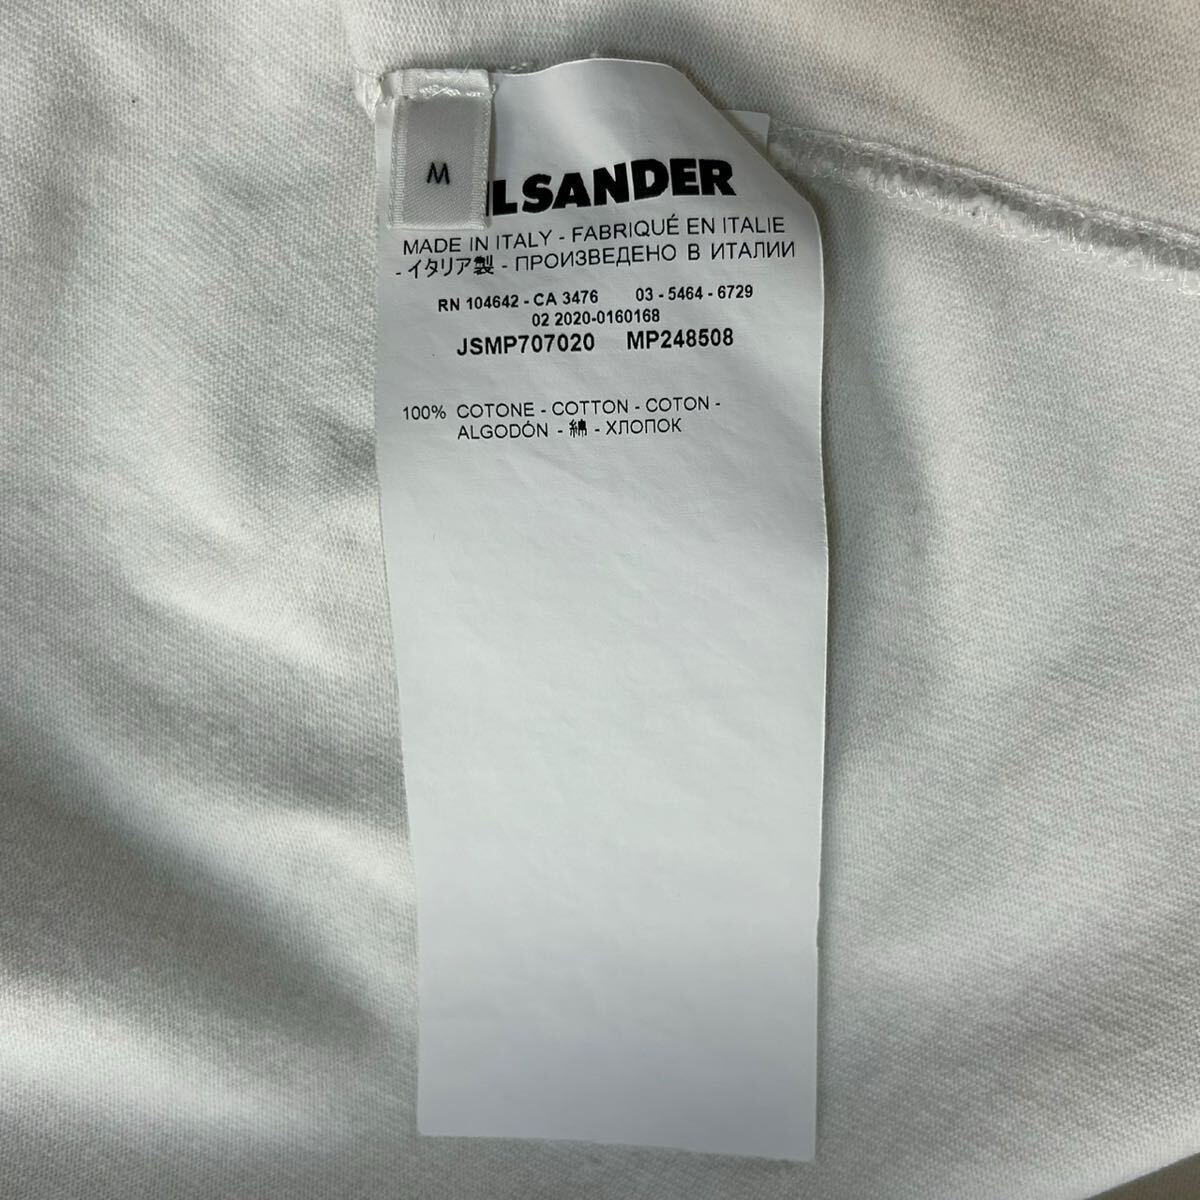 M
LSANDER
MADE IN ITALY - FABRIQUÉ EN ITALIE
- イタリア製 - ПРОИЗВЕДЕНО В ИТАЛИИ
RN 104642 - CA 3476 03 - 5464 - 6729
02 2020-0160168
JSMP707020 MP248508
100% COTONE - COTTON - COTON -
ALGODÓN - 綿 - ХЛОПОК